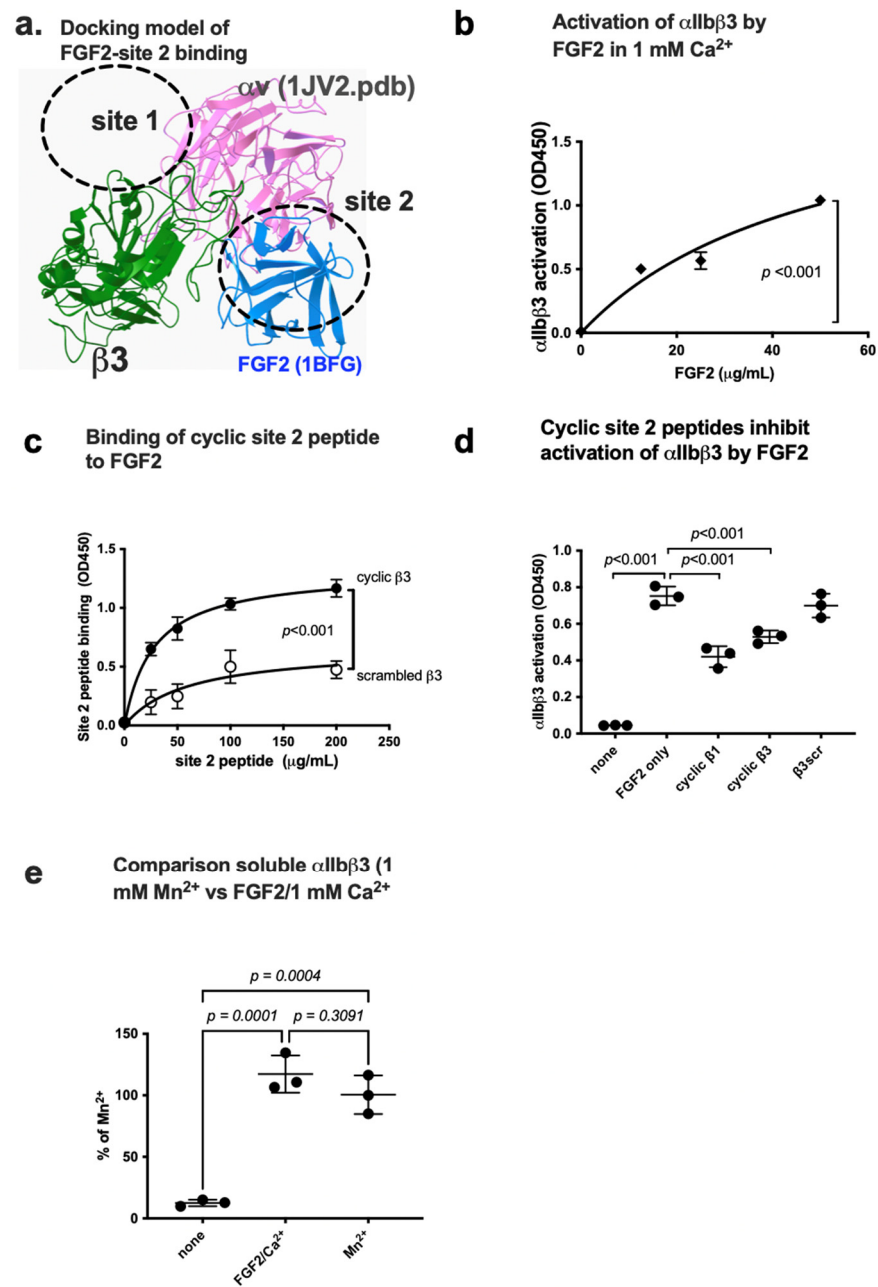 a. Docking model of
FGF2-site 2 binding
αv (1JV2.pdb)
site 1
site 2
β3
FGF2 (1BFG)
b Activation of αIIbβ3 by
FGF2 in 1 mM Ca²⁺
αIIbβ3 activation (OD450)
1.5
1.0
0.5
0.0
p <0.001
0 20 40 60
FGF2 (μg/mL)
c Binding of cyclic site 2 peptide
to FGF2
Site 2 peptide binding (OD450)
1.5
1.0
0.5
0.0
cyclic β3
p<0.001
scrambled β3
0 50 100 150 200 250
site 2 peptide (μg/mL)
d Cyclic site 2 peptides inhibit
activation of αIIbβ3 by FGF2
αIIbβ3 activation (OD450)
1.0
0.8
0.6
0.4
0.2
0.0
p<0.001
p<0.001 p<0.001
none FGF2 only cyclic β1 cyclic β3 β3scr
e Comparison soluble αIIbβ3 (1
mM Mn²⁺ vs FGF2/1 mM Ca²⁺
p = 0.0004
p = 0.0001 p = 0.3091
% of Mn²⁺
150
100
50
0
none FGF2/Ca²⁺ Mn²⁺